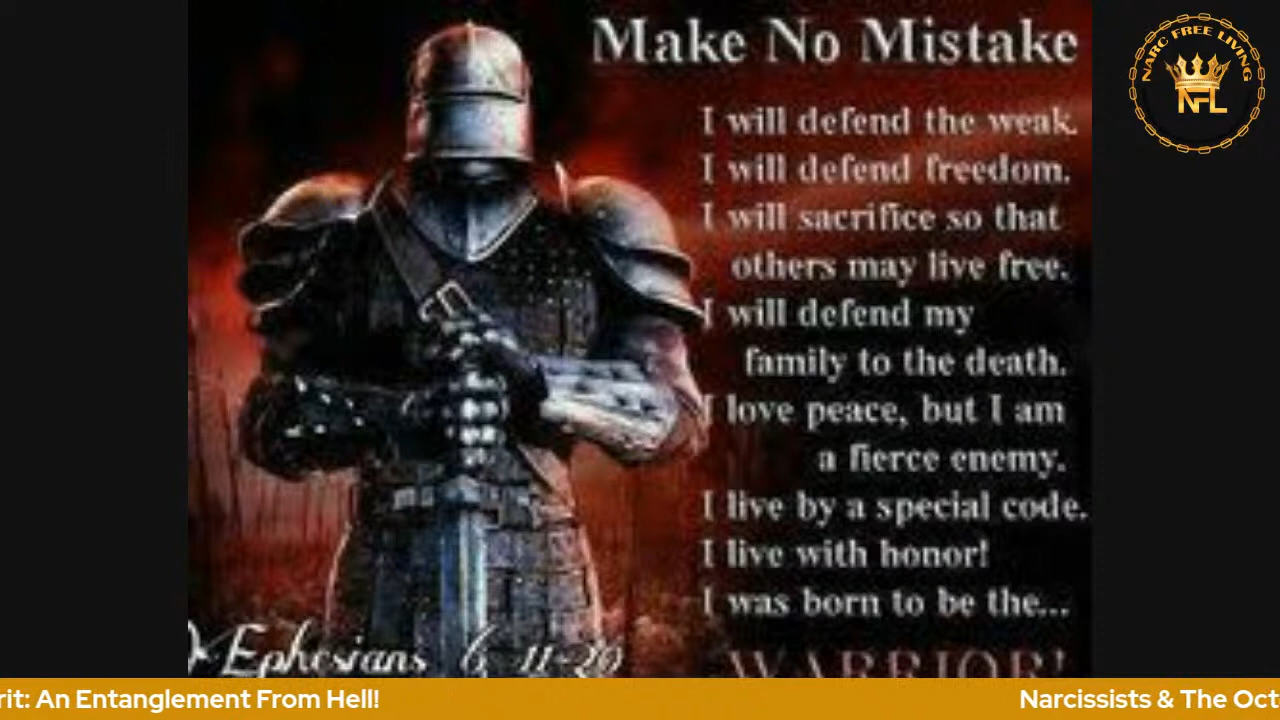 Make No Mistake
I will defend the weak.
I will defend freedom.
I will sacrifice so that
others may live free.
I will defend my
family to the death.
I love peace, but I am
a fierce enemy.
I live by a special code.
I live with honor!
I was born to be the...
WARRIOR!
Ephesians 6 11-20
NARC FREE LIVING
NFL
rit: An Entanglement From Hell!
Narcissists & The Oct